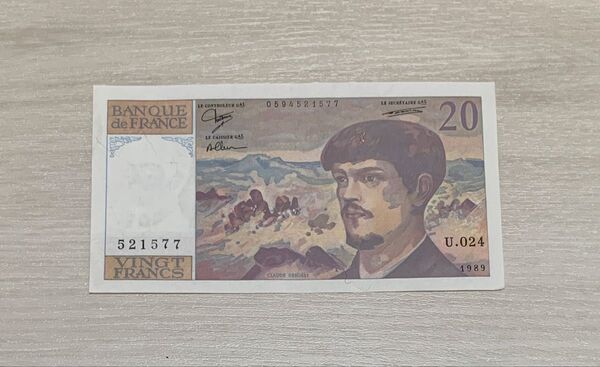 BANQUE
de FRANCE
LE CONTROLEUR GAL
0594521577
LE SECRÉTAIRE GAL
20
LE CAISSIER GAL
521577
U.024
VINGT
FRANCS
CLAUDE DEBUSSY
1989